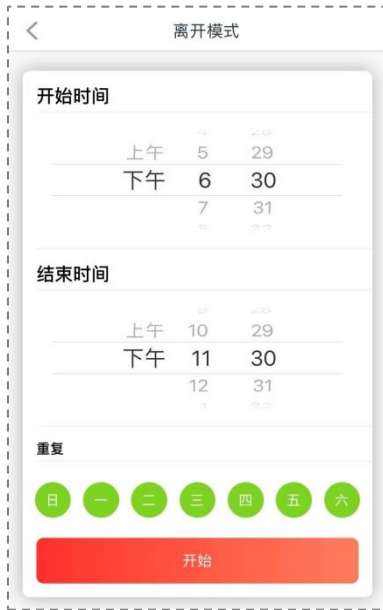 离开模式
开始时间
上午 5 29
下午 6 30
7 31
结束时间
上午 10 29
下午 11 30
12 31
重复
日 一 二 三 四 五 六
开始